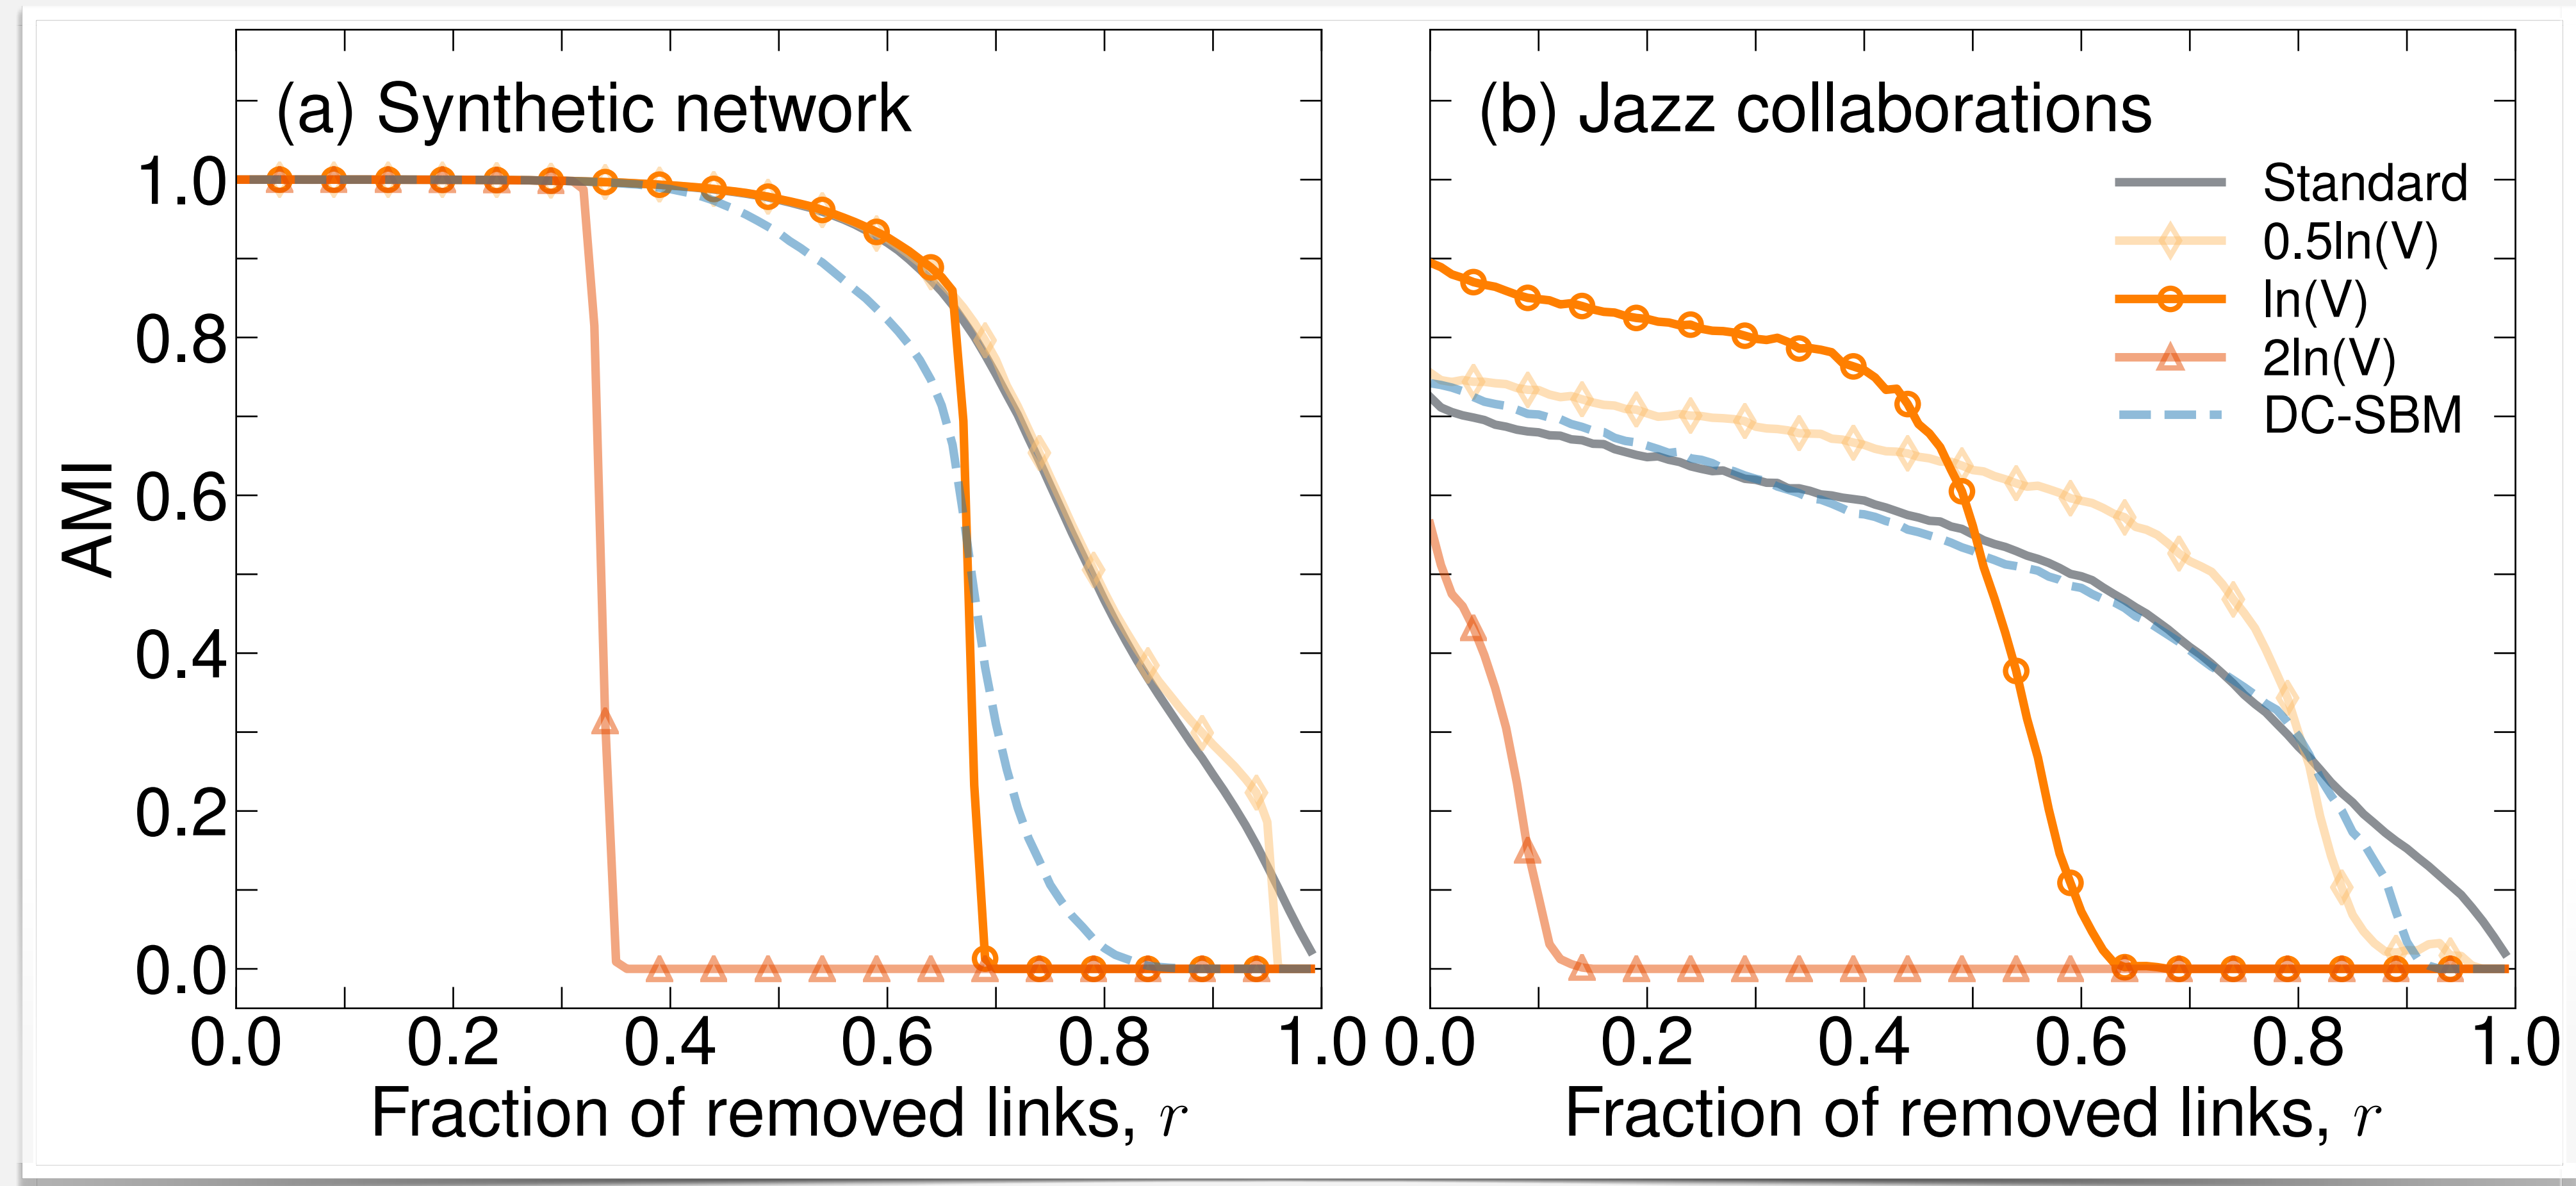 (a) Synthetic network
1.0
0.8
0.6
0.4
0.2
0.0
AMI
0.0 0.2 0.4 0.6 0.8 1.0
Fraction of removed links, r
(b) Jazz collaborations
Standard
0.5ln(V)
ln(V)
2ln(V)
DC-SBM
0.0 0.2 0.4 0.6 0.8 1.0
Fraction of removed links, r